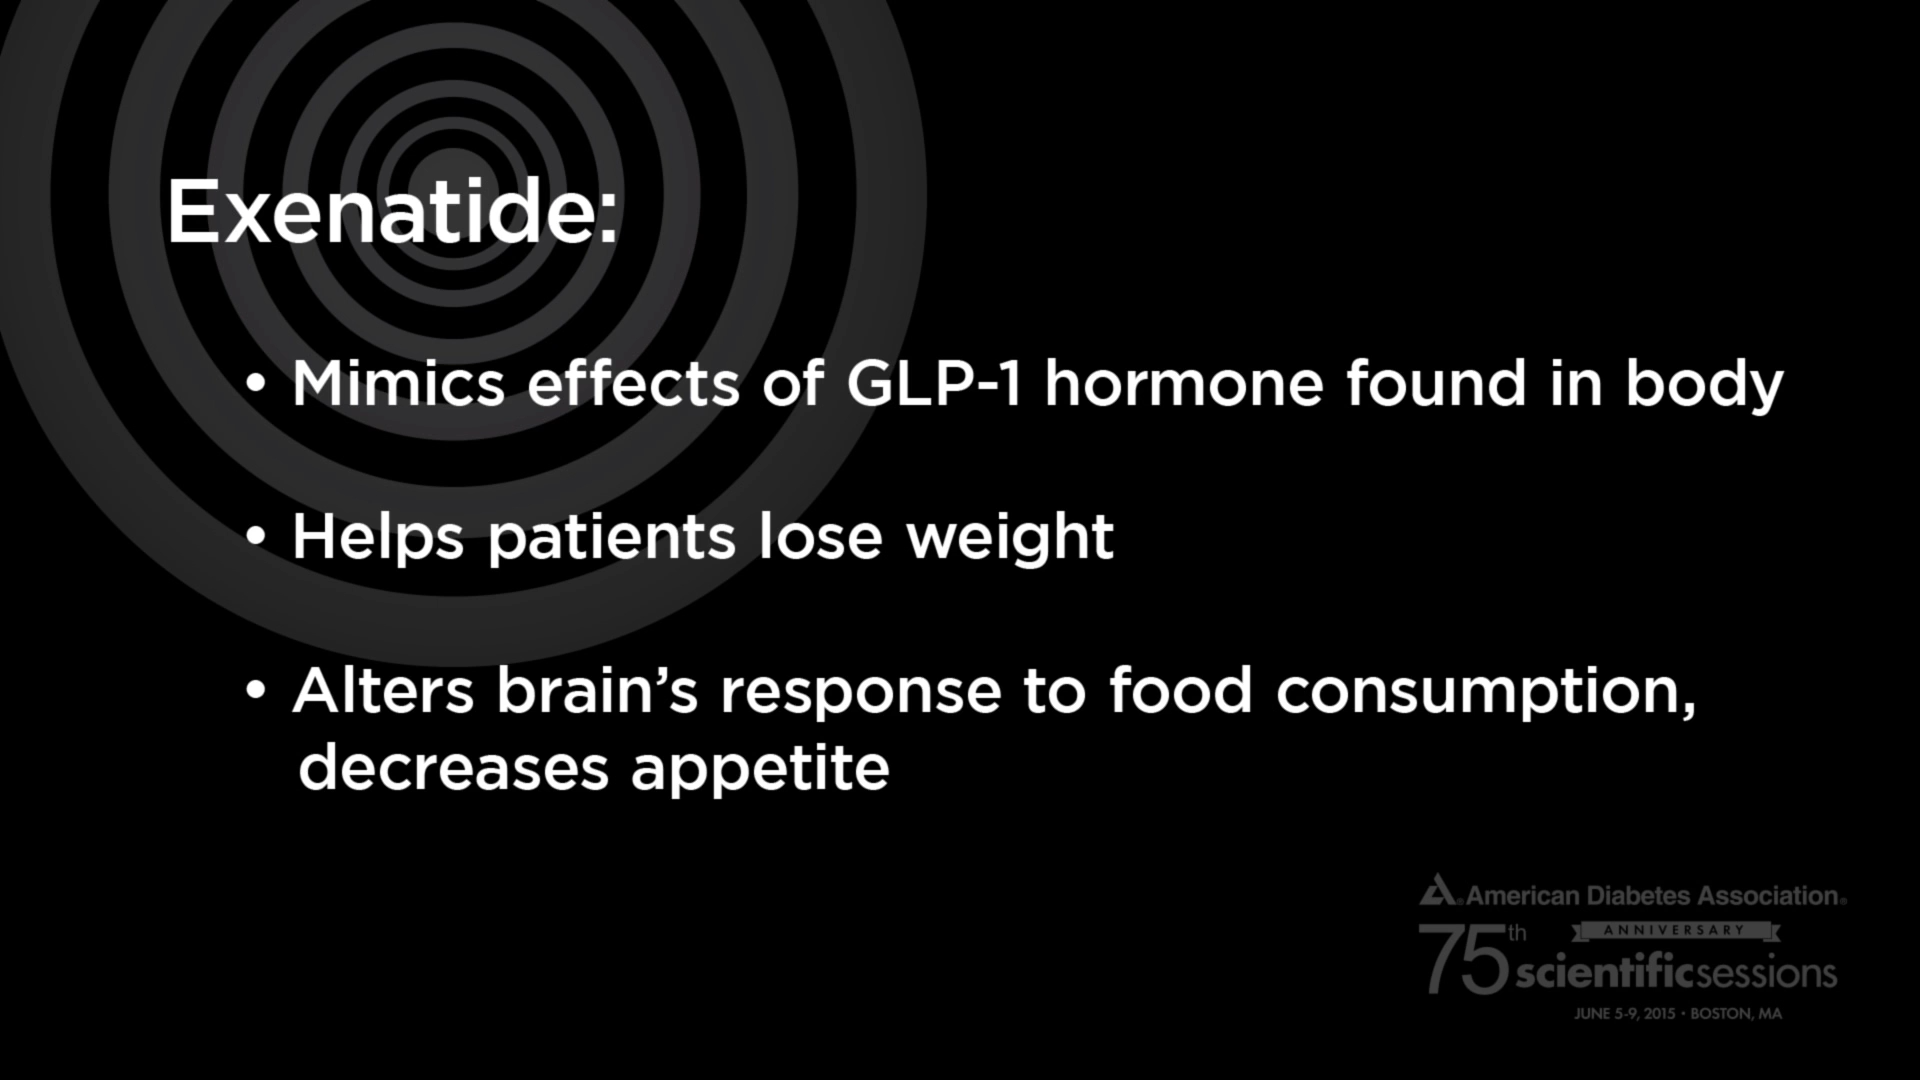 Exenatide:
• Mimics effects of GLP-1 hormone found in body
• Helps patients lose weight
• Alters brain’s response to food consumption,
decreases appetite
American Diabetes Association®
75th ANNIVERSARY
scientificsessions
JUNE 5-9, 2015 • BOSTON, MA